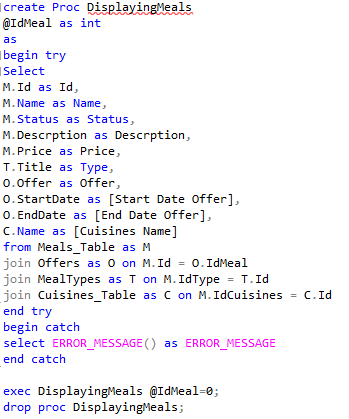 create Proc DisplayingMeals
@IdMeal as int
as
begin try
Select
M.Id as Id,
M.Name as Name,
M.Status as Status,
M.Descrption as Descrption,
M.Price as Price,
T.Title as Type,
O.Offer as Offer,
O.StartDate as [Start Date Offer],
O.EndDate as [End Date Offer],
C.Name as [Cuisines Name]
from Meals_Table as M
join Offers as O on M.Id = O.IdMeal
join MealTypes as T on M.IdType = T.Id
join Cuisines_Table as C on M.IdCuisines = C.Id
end try
begin catch
select ERROR_MESSAGE() as ERROR_MESSAGE
end catch
exec DisplayingMeals @IdMeal=0;
drop proc DisplayingMeals;